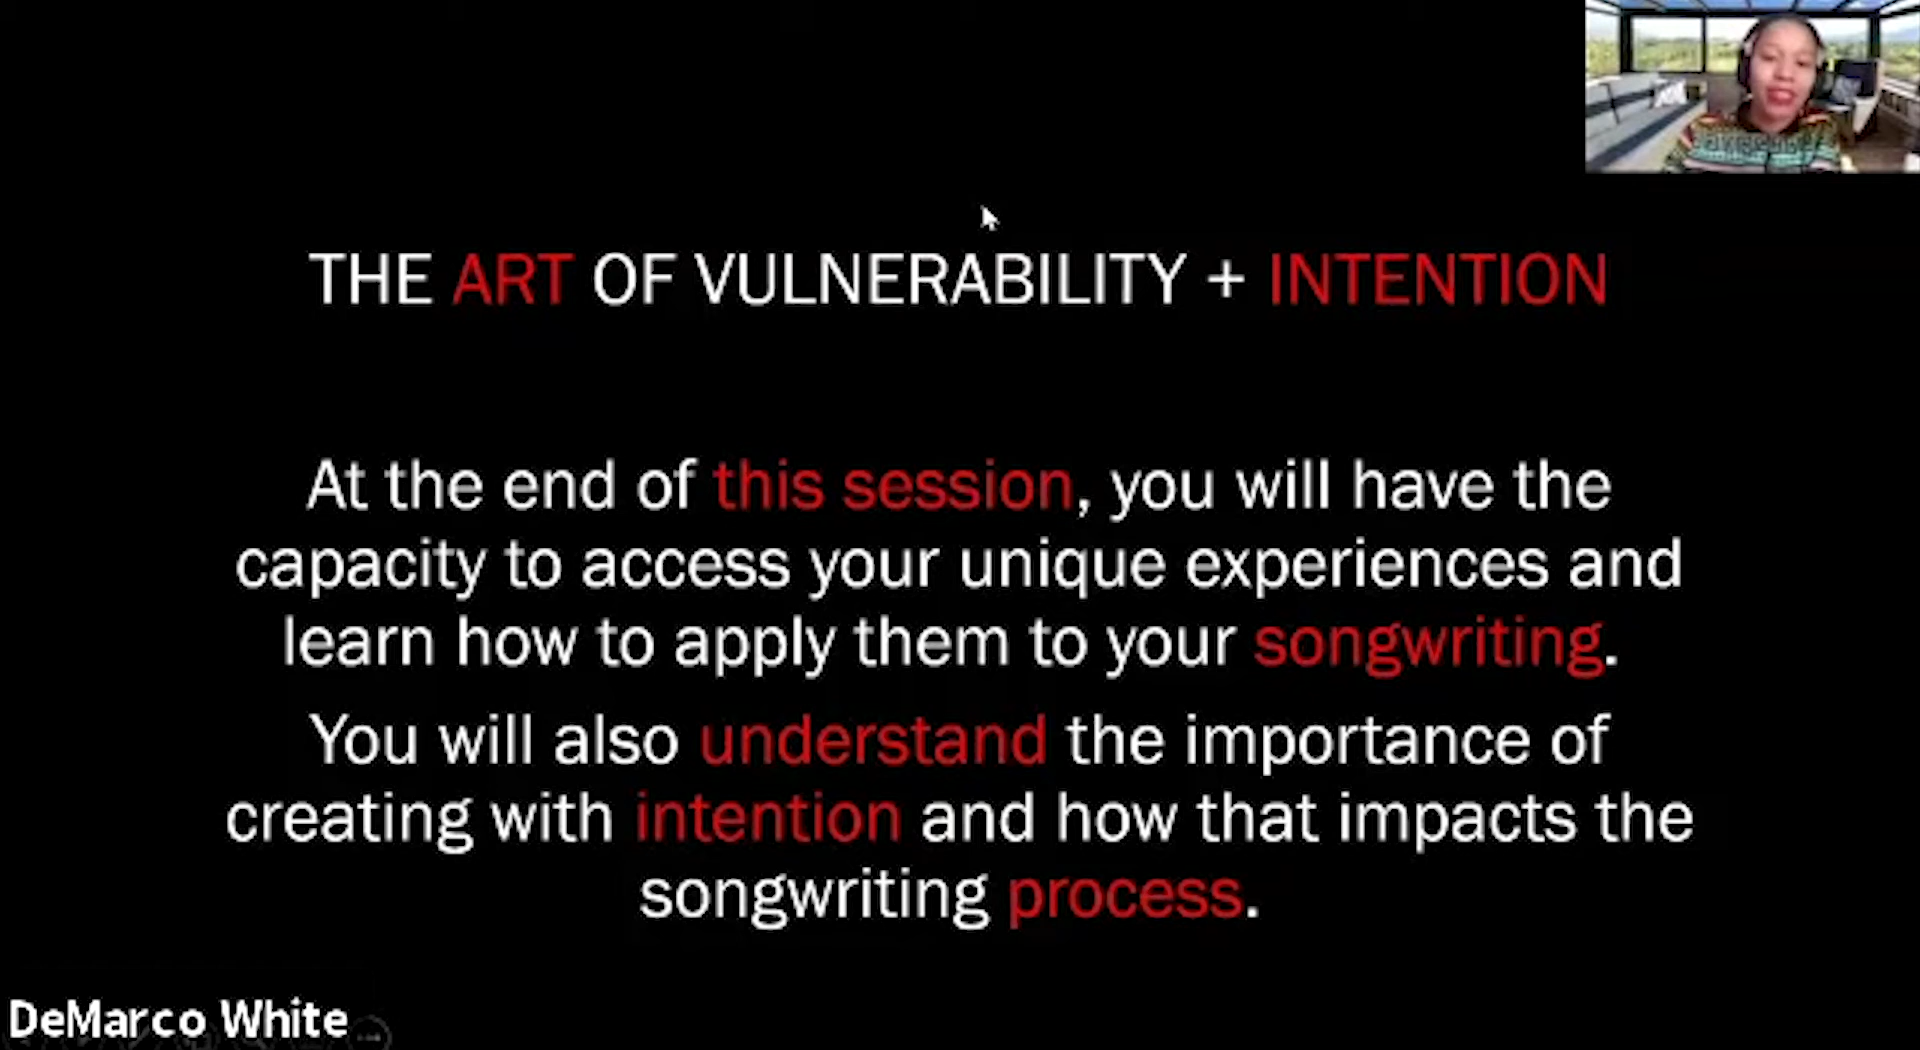 THE ART OF VULNERABILITY + INTENTION
At the end of this session, you will have the
capacity to access your unique experiences and
learn how to apply them to your songwriting.
You will also understand the importance of
creating with intention and how that impacts the
songwriting process.
DeMarco White